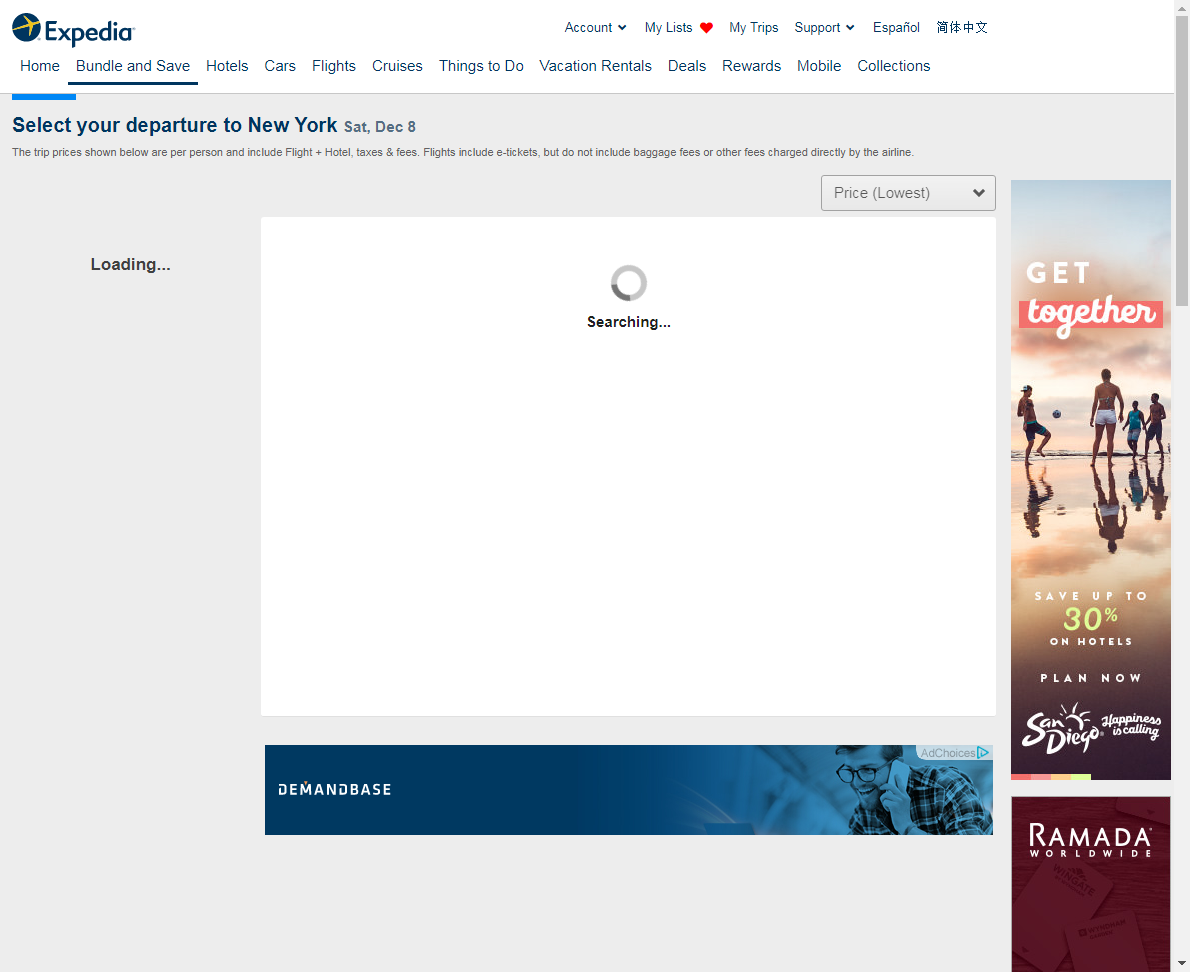 Expedia
Account My Lists My Trips Support Español 简体中文
Home Bundle and Save Hotels Cars Flights Cruises Things to Do Vacation Rentals Deals Rewards Mobile Collections
Select your departure to New York Sat, Dec 8
The trip prices shown below are per person and include Flight + Hotel, taxes & fees. Flights include e-tickets, but do not include baggage fees or other fees charged directly by the airline.
Price (Lowest)
Loading...
Searching...
GET
together
SAVE UP TO
30%
ON HOTELS
PLAN NOW
San Diego
Happiness is calling
AdChoices
DEMANDBASE
RAMADA
WORLDWIDE
WINGATE
WYNDHAM